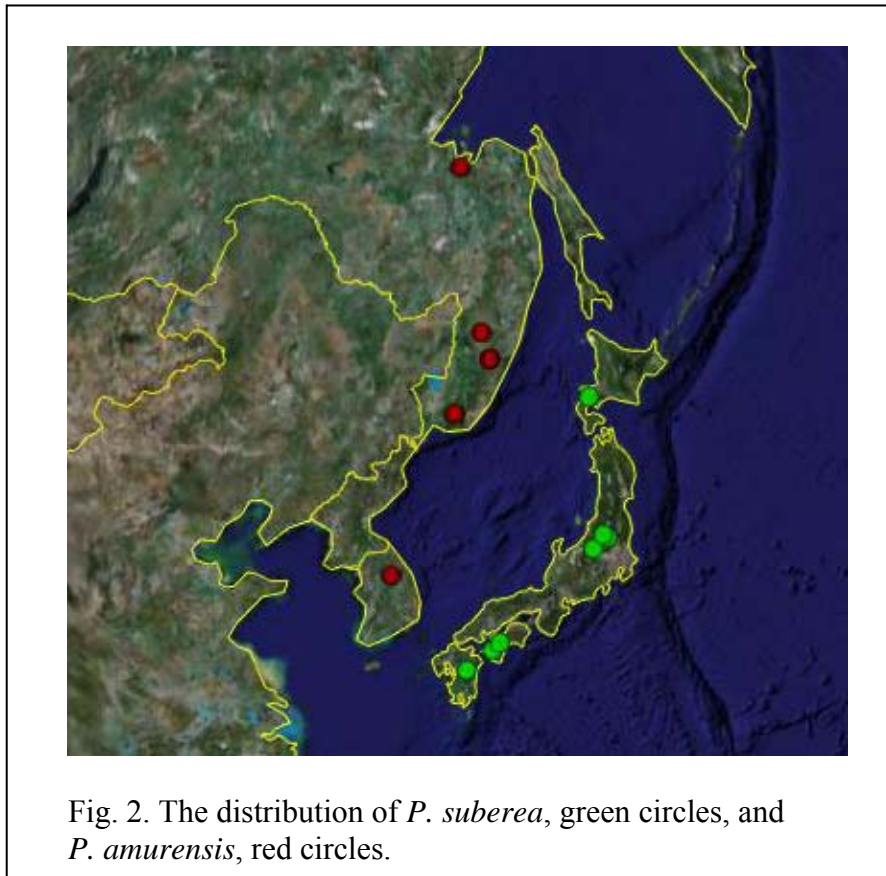 Fig. 2. The distribution of P. suberea, green circles, and
P. amurensis, red circles.